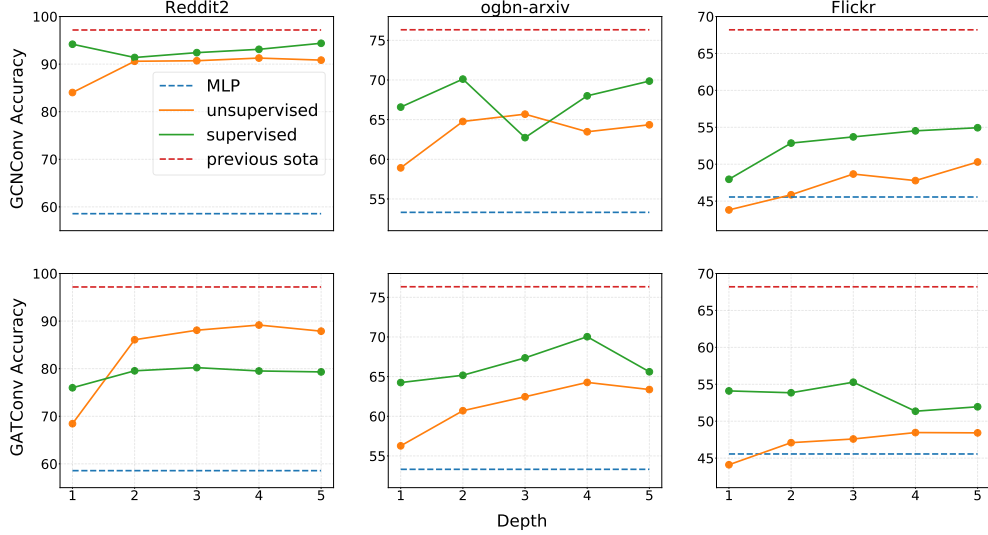 Reddit2
ogbn-arxiv
Flickr
GCNConv Accuracy
100
90
80
70
60
MLP
unsupervised
supervised
previous sota
75
70
65
60
55
70
65
60
55
50
45
GATConv Accuracy
100
90
80
70
60
1 2 3 4 5
75
70
65
60
55
1 2 3 4 5
70
65
60
55
50
45
1 2 3 4 5
Depth